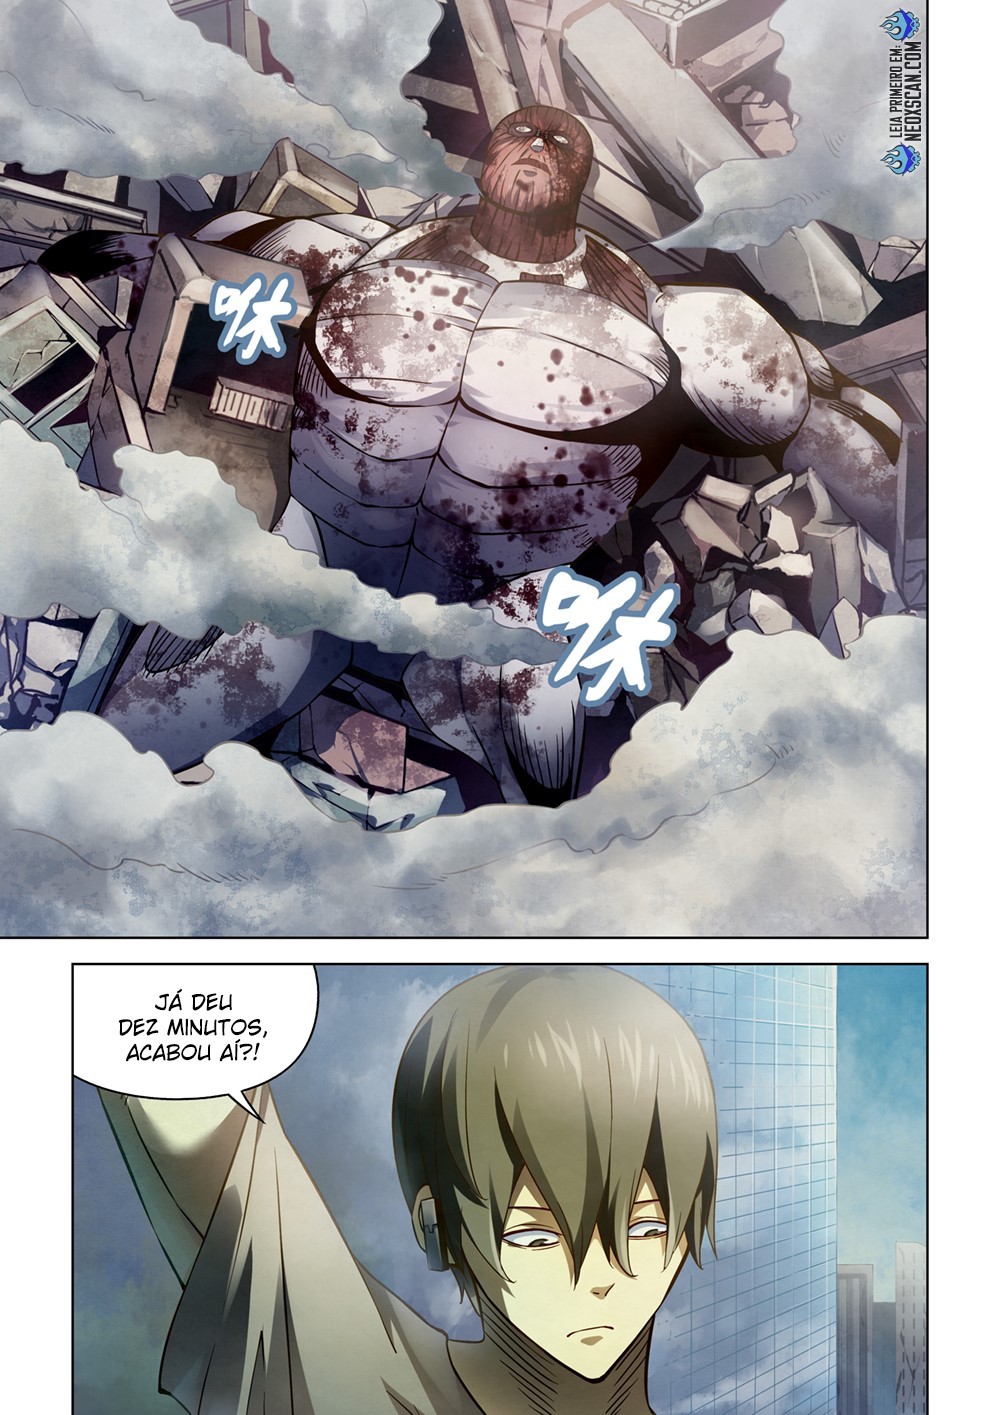 LEIA PRIMEIRO EM:
NEOXSCAN.COM
咻
咻
JÁ DEU
DEZ MINUTOS,
ACABOU AÍ?!